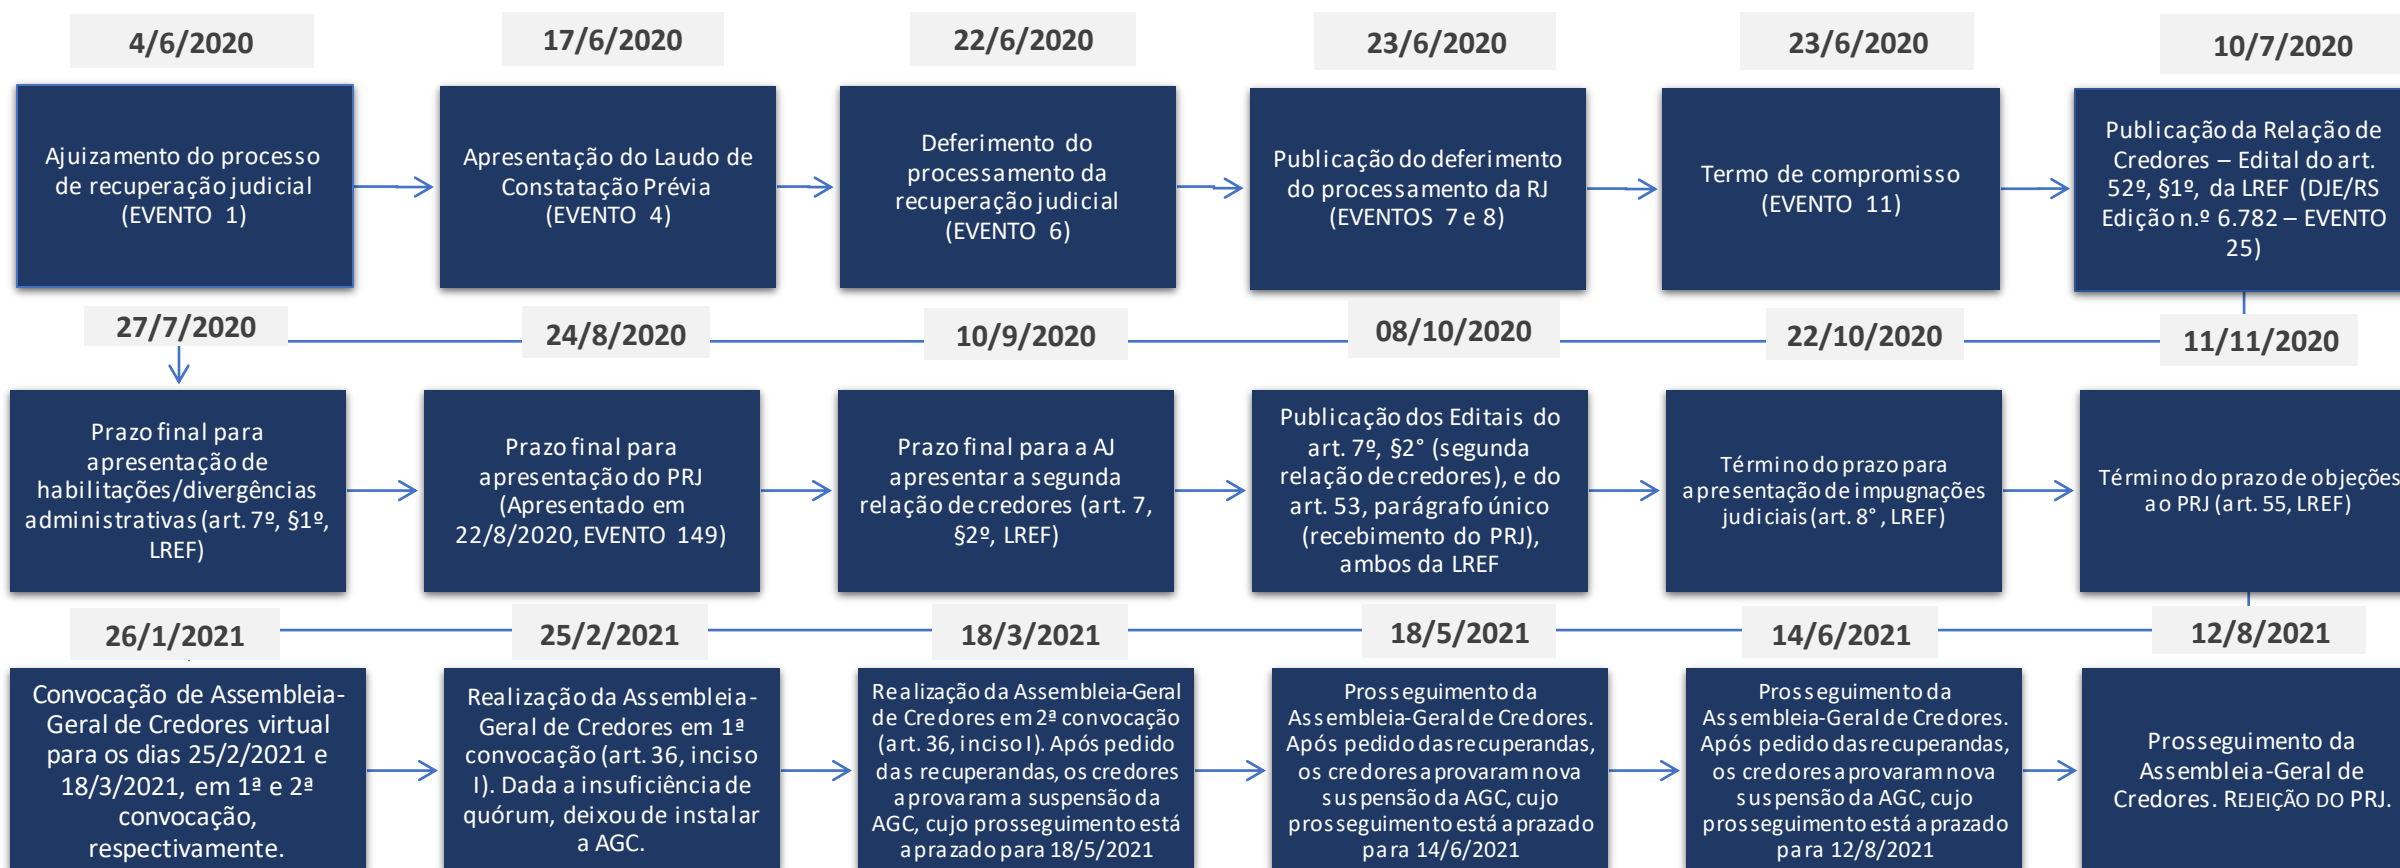 4/6/2020
17/6/2020
22/6/2020
23/6/2020
23/6/2020
10/7/2020
Ajuizamento do processo
de recuperação judicial
(EVENTO 1)
Apresentação do Laudo de
Constatação Prévia
(EVENTO 4)
Deferimento do
processamento da
recuperação judicial
(EVENTO 6)
Publicação do deferimento
do processamento da RJ
(EVENTOS 7 e 8)
Termo de compromisso
(EVENTO 11)
Publicação da Relação de
Credores – Edital do art.
52º, §1º, da LREF (DJE/RS
Edição n.º 6.782 – EVENTO
25)
27/7/2020
24/8/2020
10/9/2020
08/10/2020
22/10/2020
11/11/2020
Prazo final para
apresentação de
habilitações/divergências
administrativas (art. 7º, §1º,
LREF)
Prazo final para
apresentação do PRJ
(Apresentado em
22/8/2020, EVENTO 149)
Prazo final para a AJ
apresentar a segunda
relação de credores (art. 7,
§2º, LREF)
Publicação dos Editais do
art. 7º, §2° (segunda
relação de credores), e do
art. 53, parágrafo único
(recebimento do PRJ),
ambos da LREF
Término do prazo para
apresentação de impugnações
judiciais (art. 8° , LREF)
Término do prazo de objeções
ao PRJ (art. 55, LREF)
26/1/2021
25/2/2021
18/3/2021
18/5/2021
14/6/2021
12/8/2021
Convocação de Assembleia-
Geral de Credores virtual
para os dias 25/2/2021 e
18/3/2021, em 1ª e 2ª
convocação,
respectivamente.
Realização da Assembleia-
Geral de Credores em 1ª
convocação (art. 36, inciso
I). Dada a insuficiência de
quórum, deixou de instalar
a AGC.
Realização da Assembleia-Geral
de Credores em 2ª convocação
(art. 36, inciso I). Após pedido
das recuperandas, os credores
aprovaram a suspensão da
AGC, cujo prosseguimento está
aprazado para 18/5/2021
Prosseguimento da
Assembleia-Geral de Credores.
Após pedido das recuperandas,
os credores aprovaram nova
suspensão da AGC, cujo
prosseguimento está aprazado
para 14/6/2021
Prosseguimento da
Assembleia-Geral de Credores.
Após pedido das recuperandas,
os credores aprovaram nova
suspensão da AGC, cujo
prosseguimento está aprazado
para 12/8/2021
Prosseguimento da
Assembleia-Geral de
Credores. REJEIÇÃO DO PRJ.